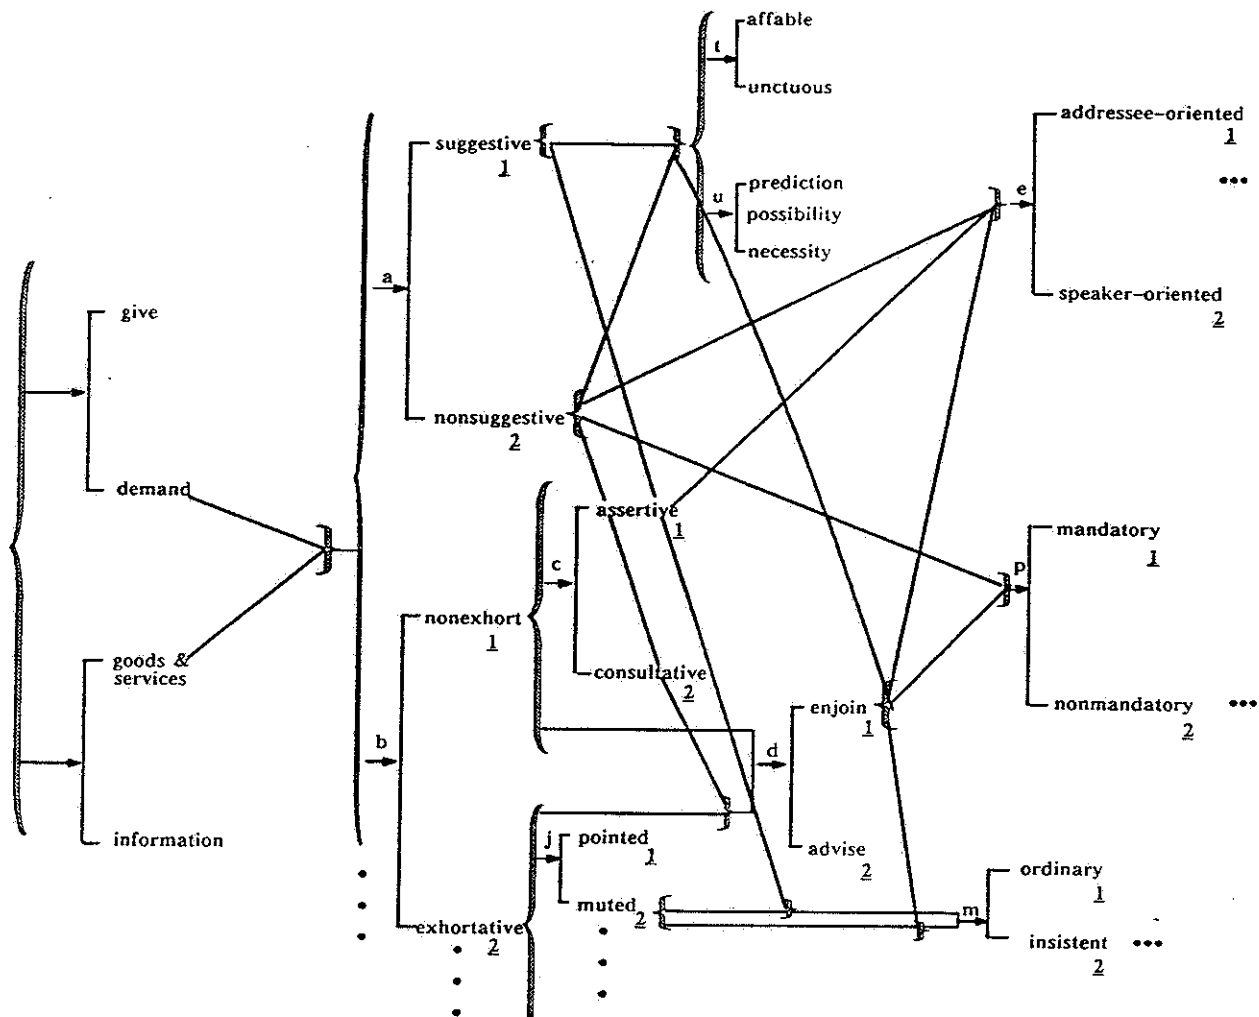 affable
t
unctuous
addressee-oriented
1
suggestive
1
...
prediction
u
possibility
necessity
e
a
give
speaker-oriented
2
nonsuggestive
2
demand
assertive
1
mandatory
1
c
p
nonexhort
1
goods &
services
consultative
2
enjoin
1
nonmandatory ...
2
b
d
information
pointed
1
j
advise
2
ordinary
1
muted
2
m
exhortative
2
insistent ...
2